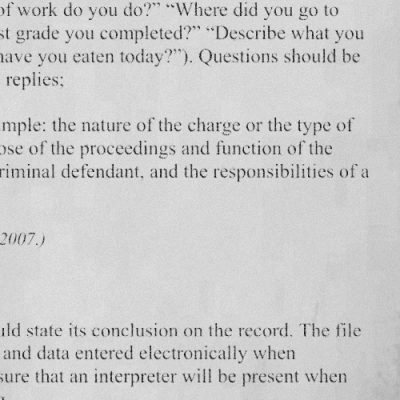 of work do you do?” “Where did you go to
st grade you completed?” “Describe what you
have you eaten today?”). Questions should be
replies;
mple: the nature of the charge or the type of
ose of the proceedings and function of the
riminal defendant, and the responsibilities of a
2007.)
uld state its conclusion on the record. The file
and data entered electronically when
sure that an interpreter will be present when